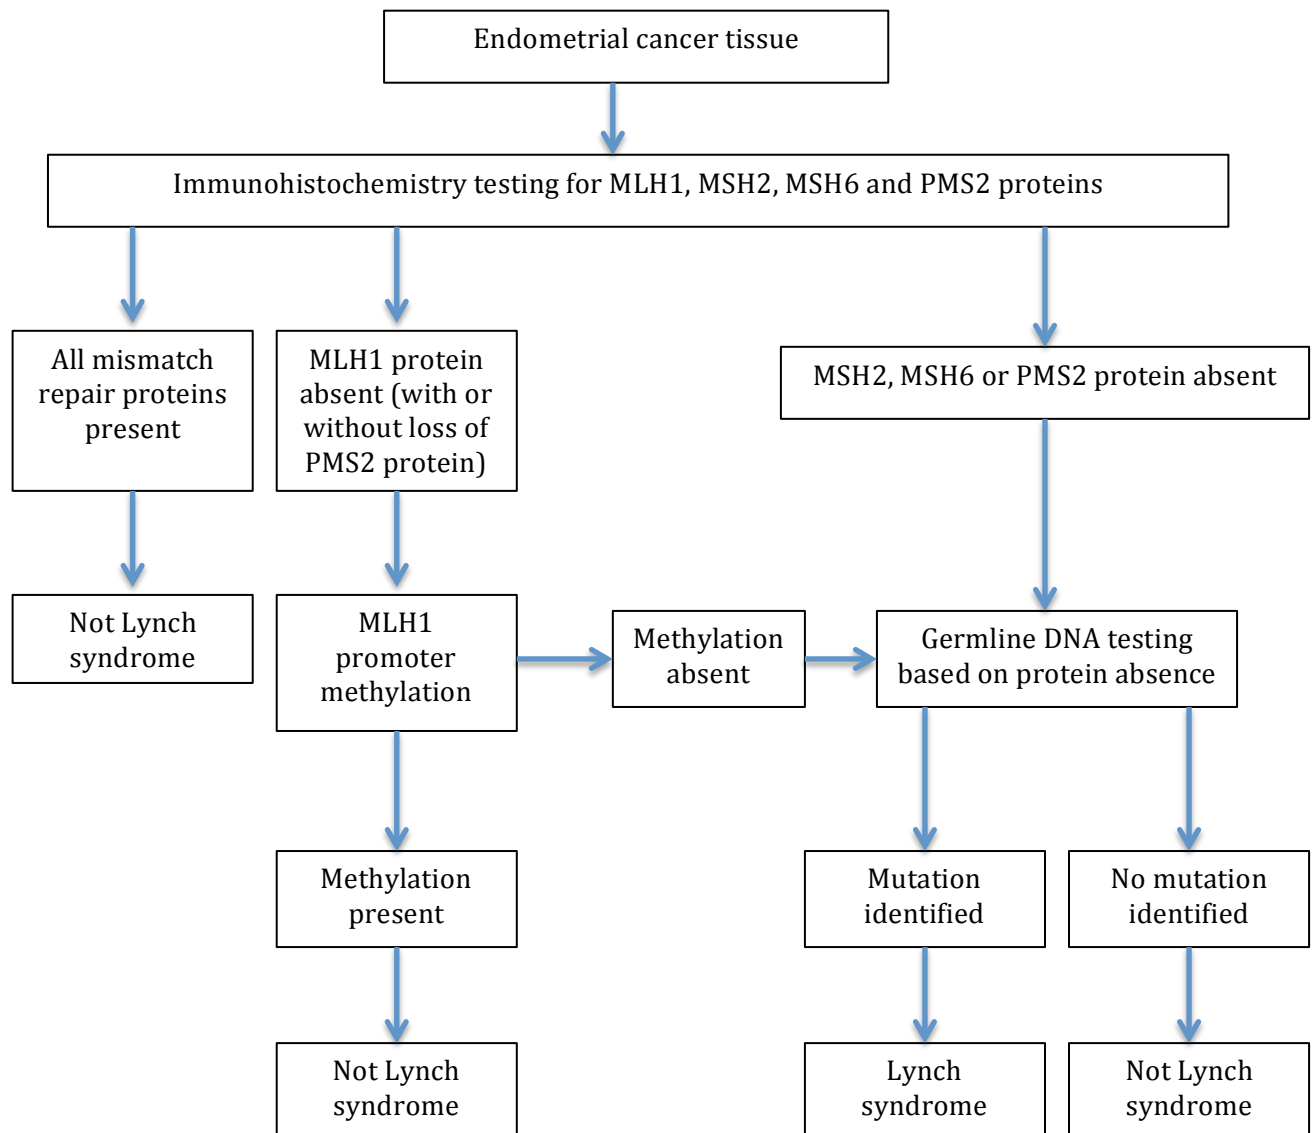 Endometrial cancer tissue
Immunohistochemistry testing for MLH1, MSH2, MSH6 and PMS2 proteins
All mismatch
repair proteins
present
MLH1 protein
absent (with or
without loss of
PMS2 protein)
MSH2, MSH6 or PMS2 protein absent
Not Lynch
syndrome
MLH1
promoter
methylation
Methylation
absent
Germline DNA testing
based on protein absence
Methylation
present
Mutation
identified
No mutation
identified
Not Lynch
syndrome
Lynch
syndrome
Not Lynch
syndrome